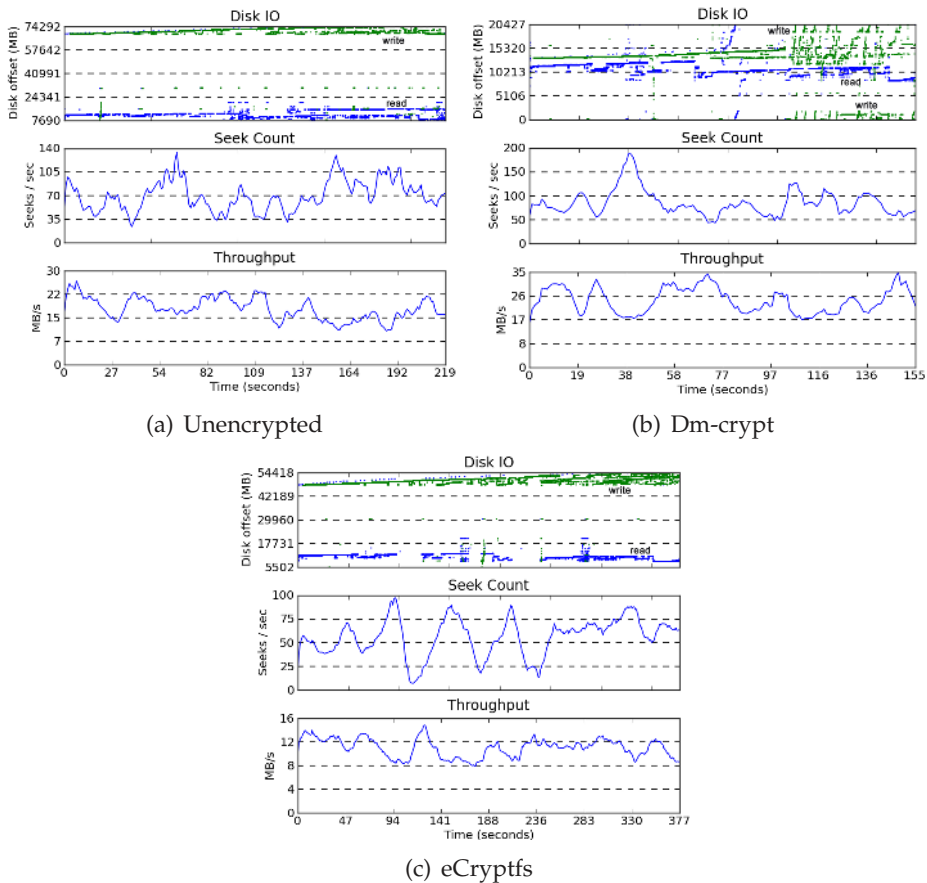 Disk IO
74292
57642
40991
24341
7690
Disk offset (MB)
write
read
Seek Count
140
105
70
35
0
Seeks / sec
Throughput
30
22
15
7
0
MB/s
0 27 54 82 109 137 164 192 219
Time (seconds)
(a) Unencrypted
Disk IO
20427
15320
10213
5106
0
Disk offset (MB)
write
read
write
Seek Count
200
150
100
50
0
Seeks / sec
Throughput
35
26
17
8
0
MB/s
0 19 38 58 77 97 116 136 155
Time (seconds)
(b) Dm-crypt
Disk IO
54418
42189
29960
17731
5502
Disk offset (MB)
write
read
Seek Count
100
75
50
25
0
Seeks / sec
Throughput
16
12
8
4
0
MB/s
0 47 94 141 188 236 283 330 377
Time (seconds)
(c) eCryptfs